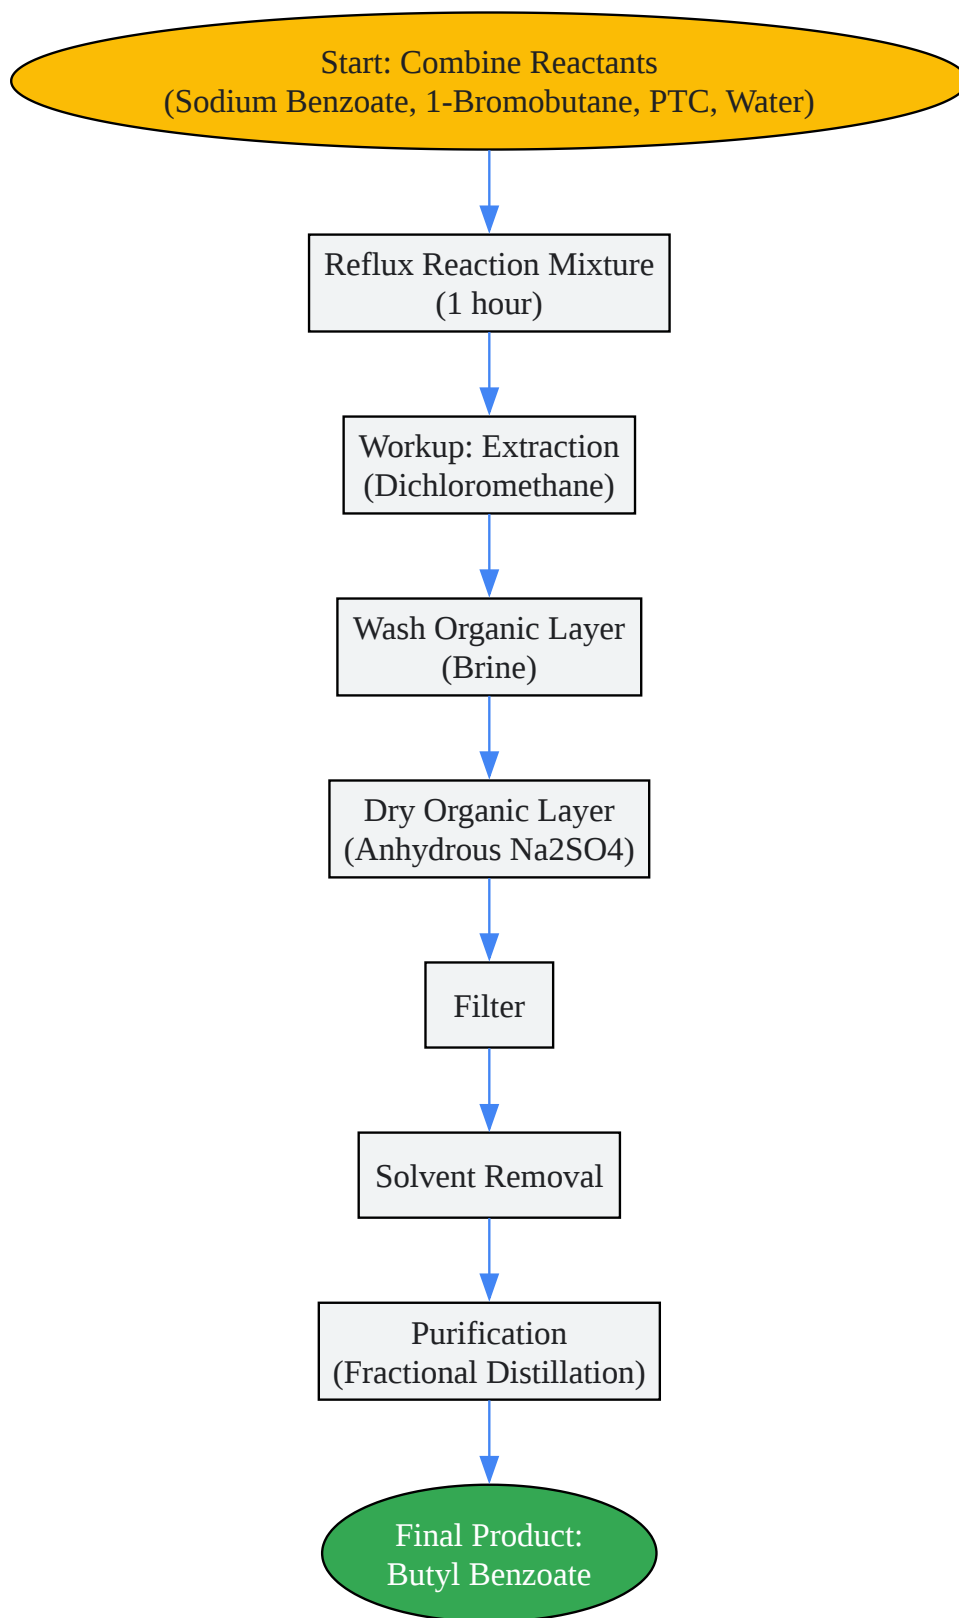 Start: Combine Reactants
(Sodium Benzoate, 1-Bromobutane, PTC, Water)
Reflux Reaction Mixture
(1 hour)
Workup: Extraction
(Dichloromethane)
Wash Organic Layer
(Brine)
Dry Organic Layer
(Anhydrous Na2SO4)
Filter
Solvent Removal
Purification
(Fractional Distillation)
Final Product:
Butyl Benzoate